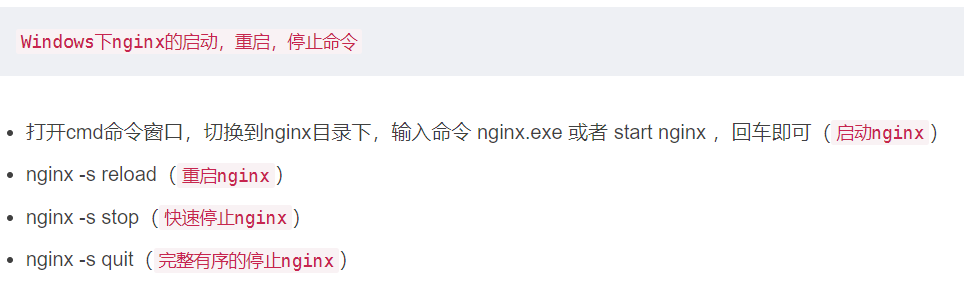 Windows下nginx的启动，重启，停止命令
打开cmd命令窗口，切换到nginx目录下，输入命令 nginx.exe 或者 start nginx ，回车即可（启动nginx）
nginx -s reload（重启nginx）
nginx -s stop（快速停止nginx）
nginx -s quit（完整有序的停止nginx）